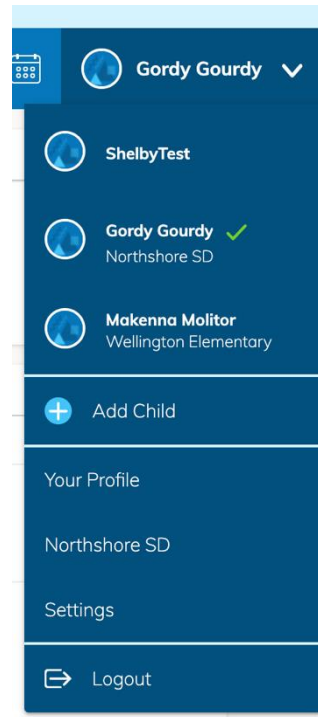 Gordy Gourdy
ShelbyTest
Gordy Gourdy
Northshore SD
Makenna Molitor
Wellington Elementary
Add Child
Your Profile
Northshore SD
Settings
Logout